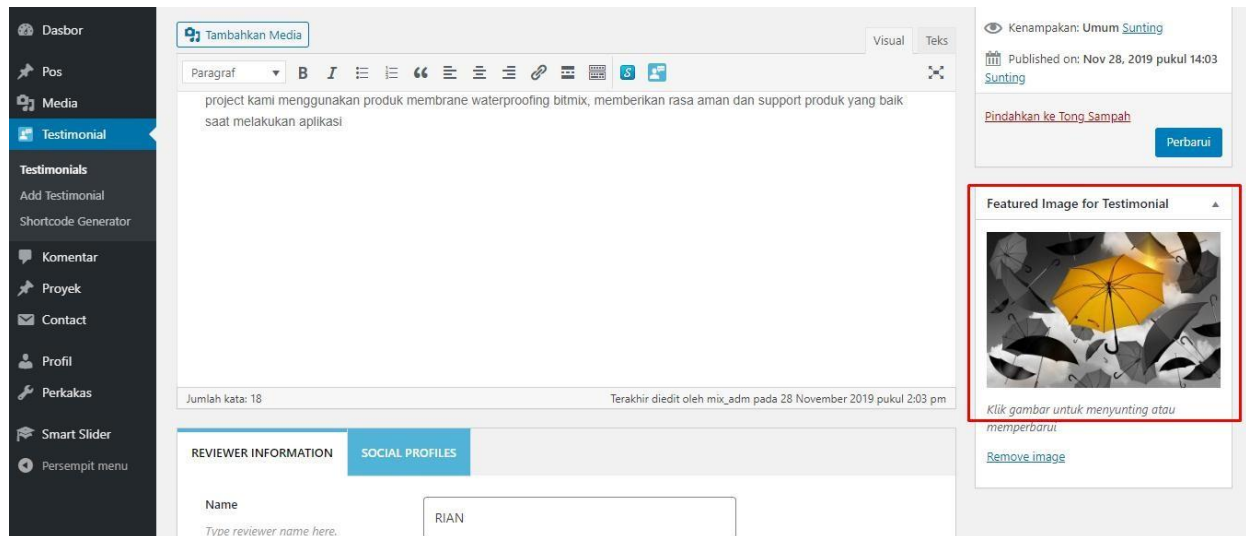 Dasbor
Pos
Media
Testimonial
Testimonials
Add Testimonial
Shortcode Generator
Komentar
Proyek
Contact
Profil
Perkakas
Smart Slider
Persempit menu
Tambahkan Media
Visual Teks
Paragraf
project kami menggunakan produk membrane waterproofing bitmix, memberikan rasa aman dan support produk yang baik
saat melakukan aplikasi
Jumlah kata: 18
Terakhir diedit oleh mix_adm pada 28 November 2019 pukul 2:03 pm
REVIEWER INFORMATION SOCIAL PROFILES
Name
Type reviewer name here.
RIAN
Kenampakan: Umum Sunting
Published on: Nov 28, 2019 pukul 14:03
Sunting
Pindahkan ke Tong Sampah
Perbarui
Featured Image for Testimonial
Klik gambar untuk menyunting atau
memperbarui
Remove image